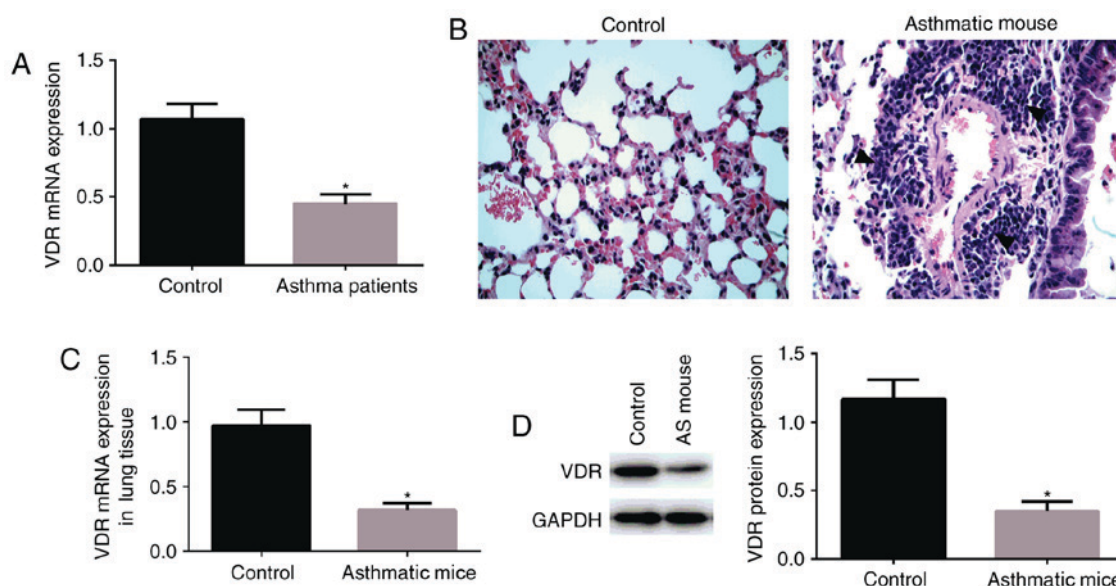 A
VDR mRNA expression
1.5
1.0
0.5
0.0
*
Control
Asthma patients
B
Control
Asthmatic mouse
C
VDR mRNA expression
in lung tissue
1.5
1.0
0.5
0.0
*
Control
Asthmatic mice
D
Control
AS mouse
VDR
GAPDH
VDR protein expression
1.5
1.0
0.5
0.0
*
Control
Asthmatic mice